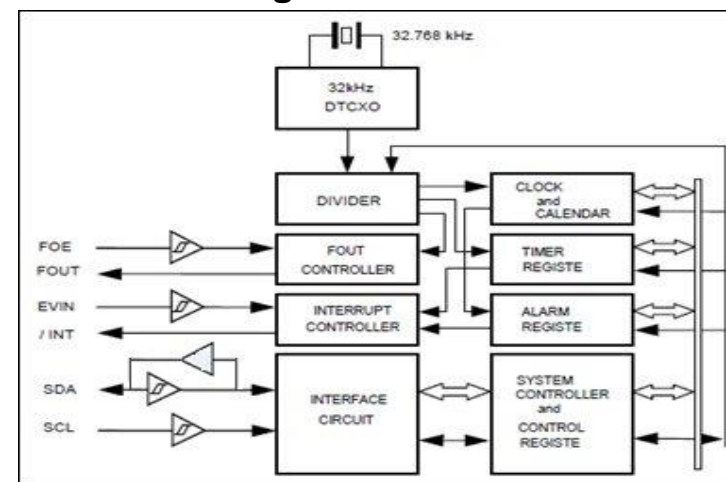 32.768 kHz
32kHz
DTCXO
DIVIDER
CLOCK
and
CALENDAR
FOE
FOUT
FOUT
CONTROLLER
TIMER
REGISTE
EVIN
/ INT
INTERRUPT
CONTROLLER
ALARM
REGISTE
SDA
SCL
INTERFACE
CIRCUIT
SYSTEM
CONTROLLER
and
CONTROL
REGISTE